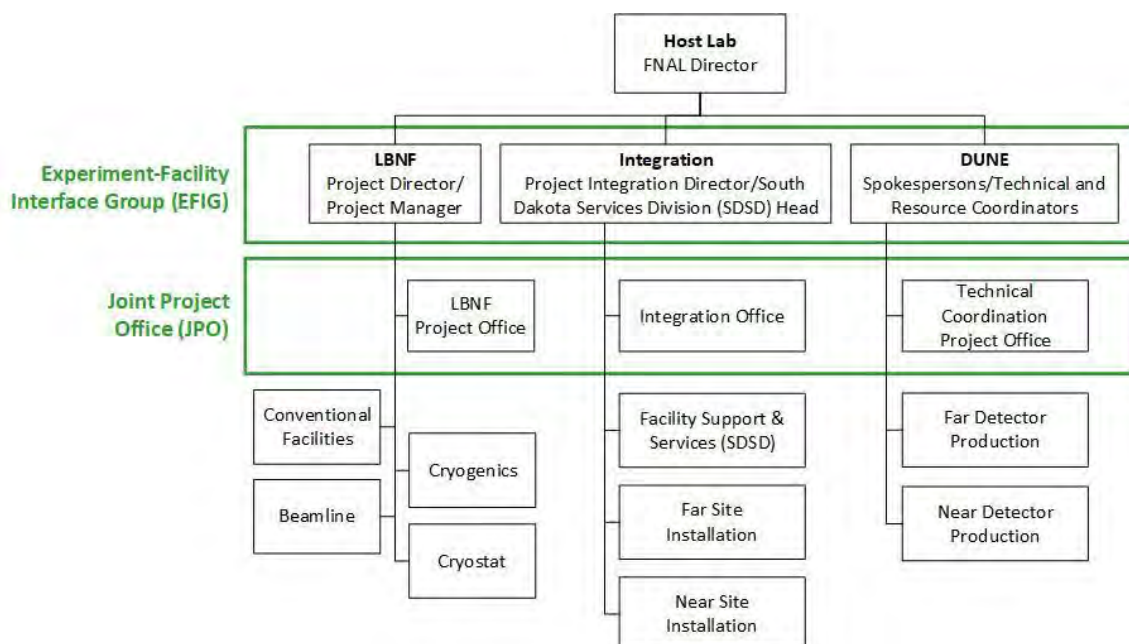 Host Lab
FNAL Director
Experiment-Facility
Interface Group (EFIG)
LBNF
Project Director/
Project Manager
Integration
Project Integration Director/South
Dakota Services Division (SDSD) Head
DUNE
Spokespersons/Technical and
Resource Coordinators
Joint Project
Office (JPO)
LBNF
Project Office
Integration Office
Technical
Coordination
Project Office
Conventional
Facilities
Cryogenics
Beamline
Cryostat
Facility Support &
Services (SDSD)
Far Site
Installation
Near Site
Installation
Far Detector
Production
Near Detector
Production